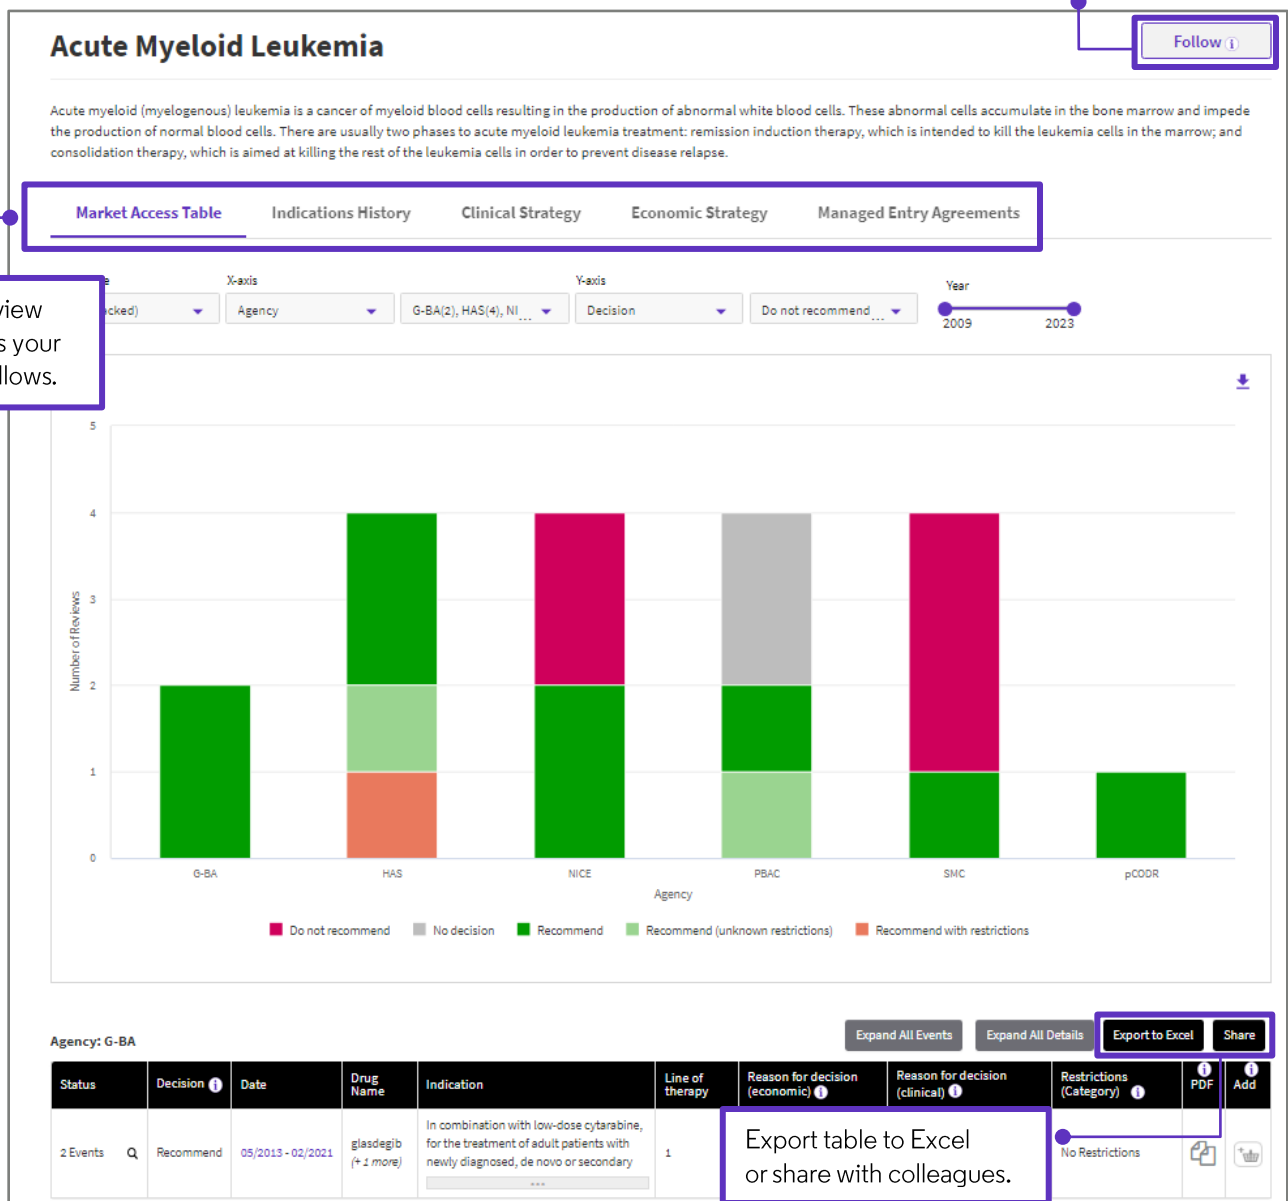 Acute Myeloid Leukemia
Follow i
Acute myeloid (myelogenous) leukemia is a cancer of myeloid blood cells resulting in the production of abnormal white blood cells. These abnormal cells accumulate in the bone marrow and impede
the production of normal blood cells. There are usually two phases to acute myeloid leukemia treatment: remission induction therapy, which is intended to kill the leukemia cells in the marrow; and
consolidation therapy, which is aimed at killing the rest of the leukemia cells in order to prevent disease relapse.
Market Access Table Indications History Clinical Strategy Economic Strategy Managed Entry Agreements
X-axis Y-axis Year
Agency G-BA(2), HAS(4), NI... Decision Do not recommend...
2009 2023
your
5
4
3
2
1
0
Number of Reviews
G-BA HAS NICE PBAC SMC pCODR
Agency
Do not recommend No decision Recommend Recommend (unknown restrictions) Recommend with restrictions
Agency: G-BA
Expand All Events Expand All Details Export to Excel Share
Status Decision i Date Drug Name Indication Line of therapy Reason for decision (economic) i Reason for decision (clinical) i Restrictions (Category) i i PDF i Add
2 Events Recommend 05/2013 - 02/2021 glasdegib (+ 1 more)
In combination with low-dose cytarabine,
for the treatment of adult patients with
newly diagnosed, de novo or secondary
...
1
No Restrictions
Export table to Excel
or share with colleagues.